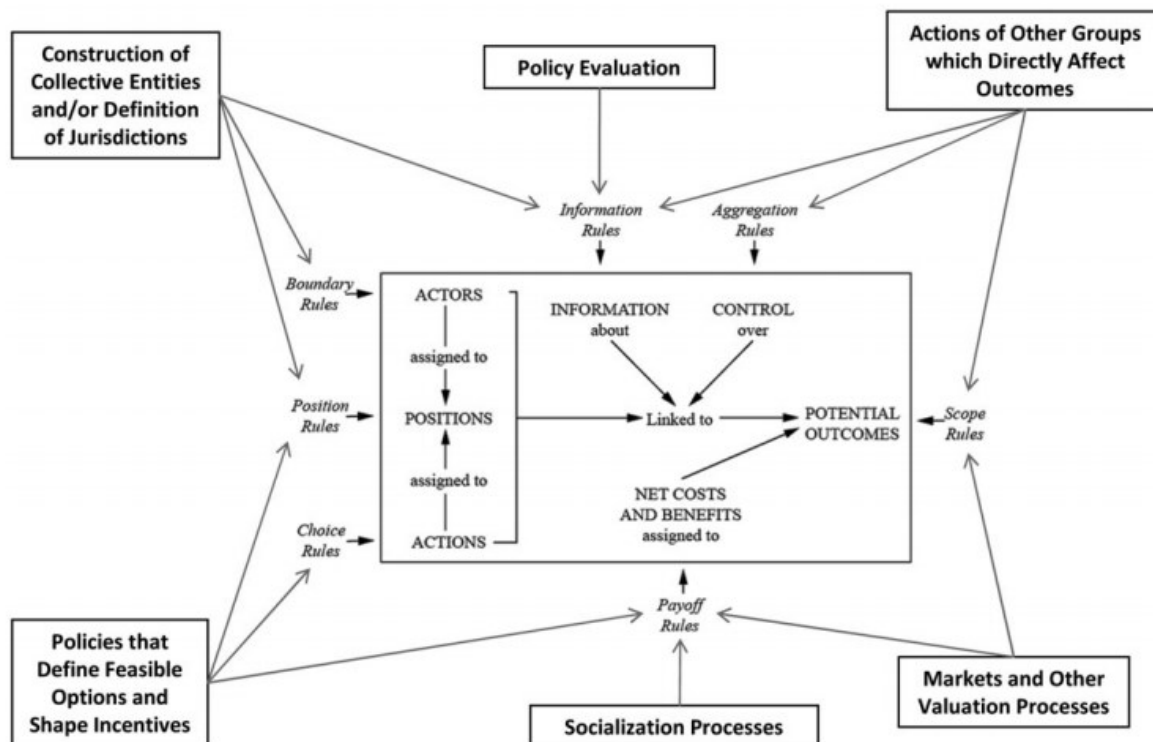 Construction of
Collective Entities
and/or Definition
of Jurisdictions
Policy Evaluation
Actions of Other Groups
which Directly Affect
Outcomes
Information
Rules
Aggregation
Rules
Boundary
Rules
ACTORS
assigned to
POSITIONS
assigned to
ACTIONS
INFORMATION
about
CONTROL
over
Position
Rules
Linked to
POTENTIAL
OUTCOMES
Scope
Rules
NET COSTS
AND BENEFITS
assigned to
Choice
Rules
Payoff
Rules
Policies that
Define Feasible
Options and
Shape Incentives
Socialization Processes
Markets and Other
Valuation Processes